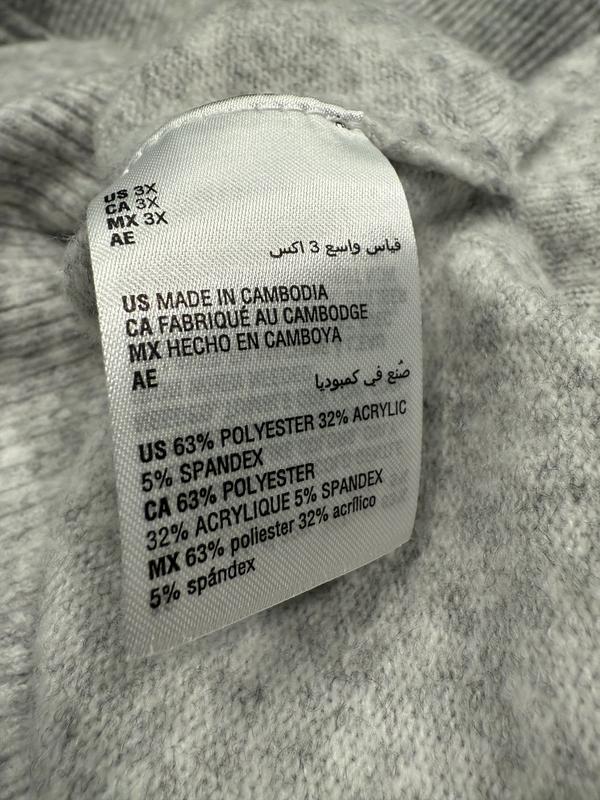 US 3X
CA 3X
MX 3X
AE
قياس واسع 3 اكس
US MADE IN CAMBODIA
CA FABRIQUÉ AU CAMBODGE
MX HECHO EN CAMBOYA
AE
صُنع في كمبوديا
US 63% POLYESTER 32% ACRYLIC
5% SPANDEX
CA 63% POLYESTER
32% ACRYLIQUE 5% SPANDEX
MX 63% poliester 32% acrílico
5% spándex